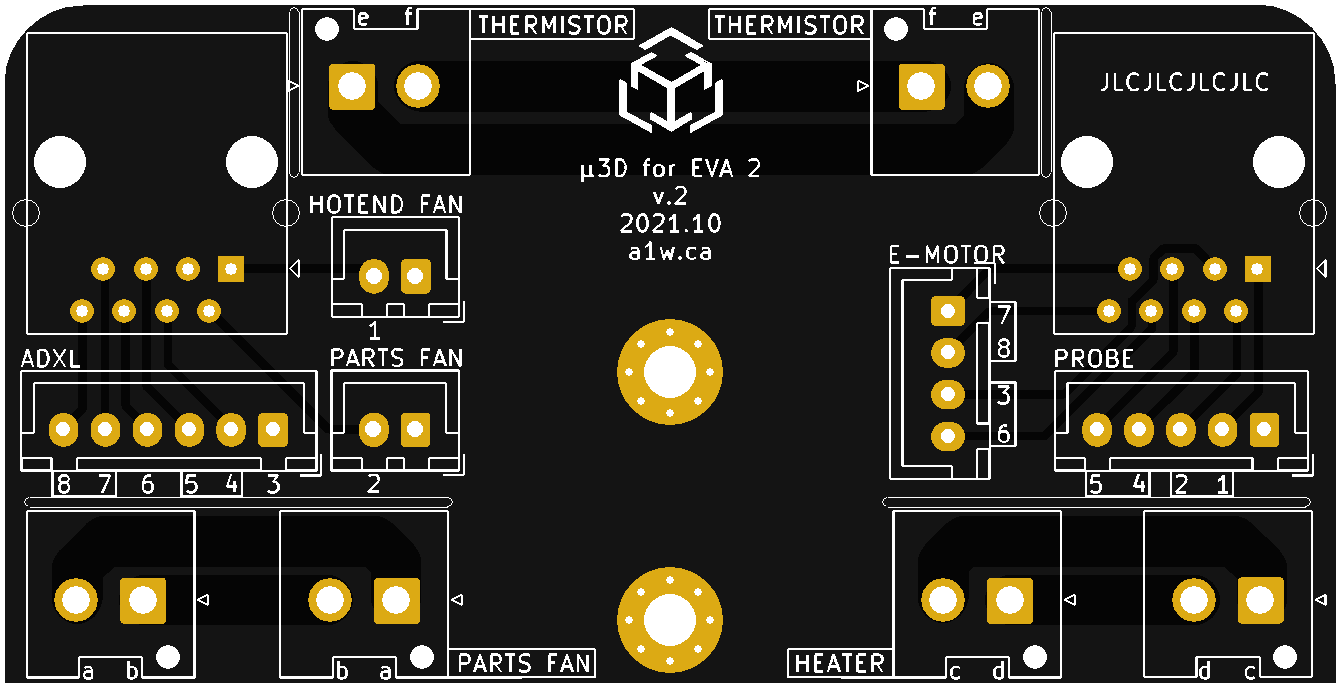 e f THERMISTOR THERMISTOR f e
JLCJLCJLCJLC
µ3D for EVA 2
v.2
2021.10
a1w.ca
HOTEND FAN
1
E-MOTOR
7
8
3
6
ADXL
PARTS FAN
PROBE
8 7 6 5 4 3
2
5 4 2 1
a b
b a
PARTS FAN
HEATER
c d
d c